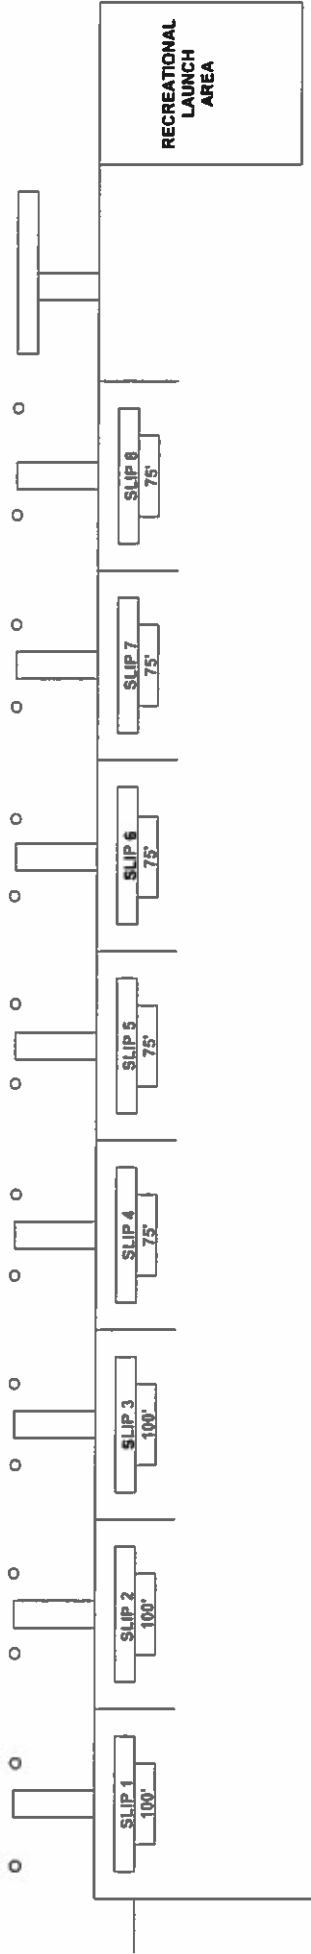 SLIP 1
100'
SLIP 2
100'
SLIP 3
100'
SLIP 4
75'
SLIP 5
75'
SLIP 6
75'
SLIP 7
75'
SLIP 8
75'
RECREATIONAL
LAUNCH
AREA